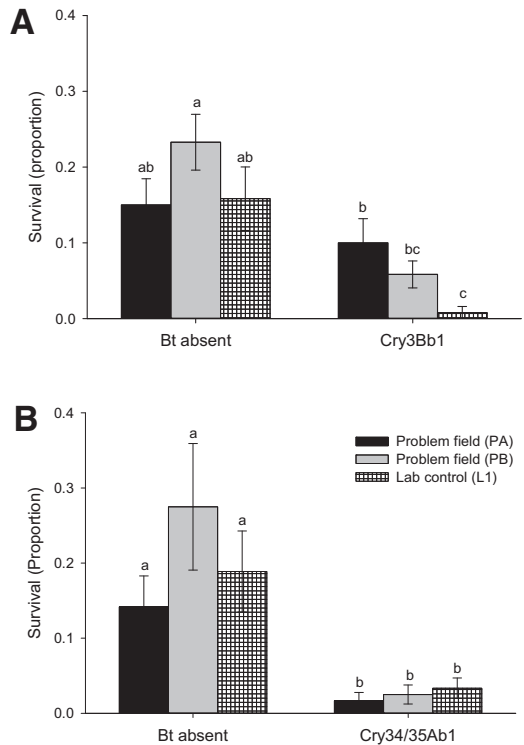 A
0.4
0.3
0.2
0.1
0.0
Survival (proportion)
ab
a
ab
b
bc
c
Bt absent
Cry3Bb1
B
0.4
0.3
0.2
0.1
0.0
Survival (Proportion)
Problem field (PA)
Problem field (PB)
Lab control (L1)
a
a
a
b
b
b
Bt absent
Cry34/35Ab1